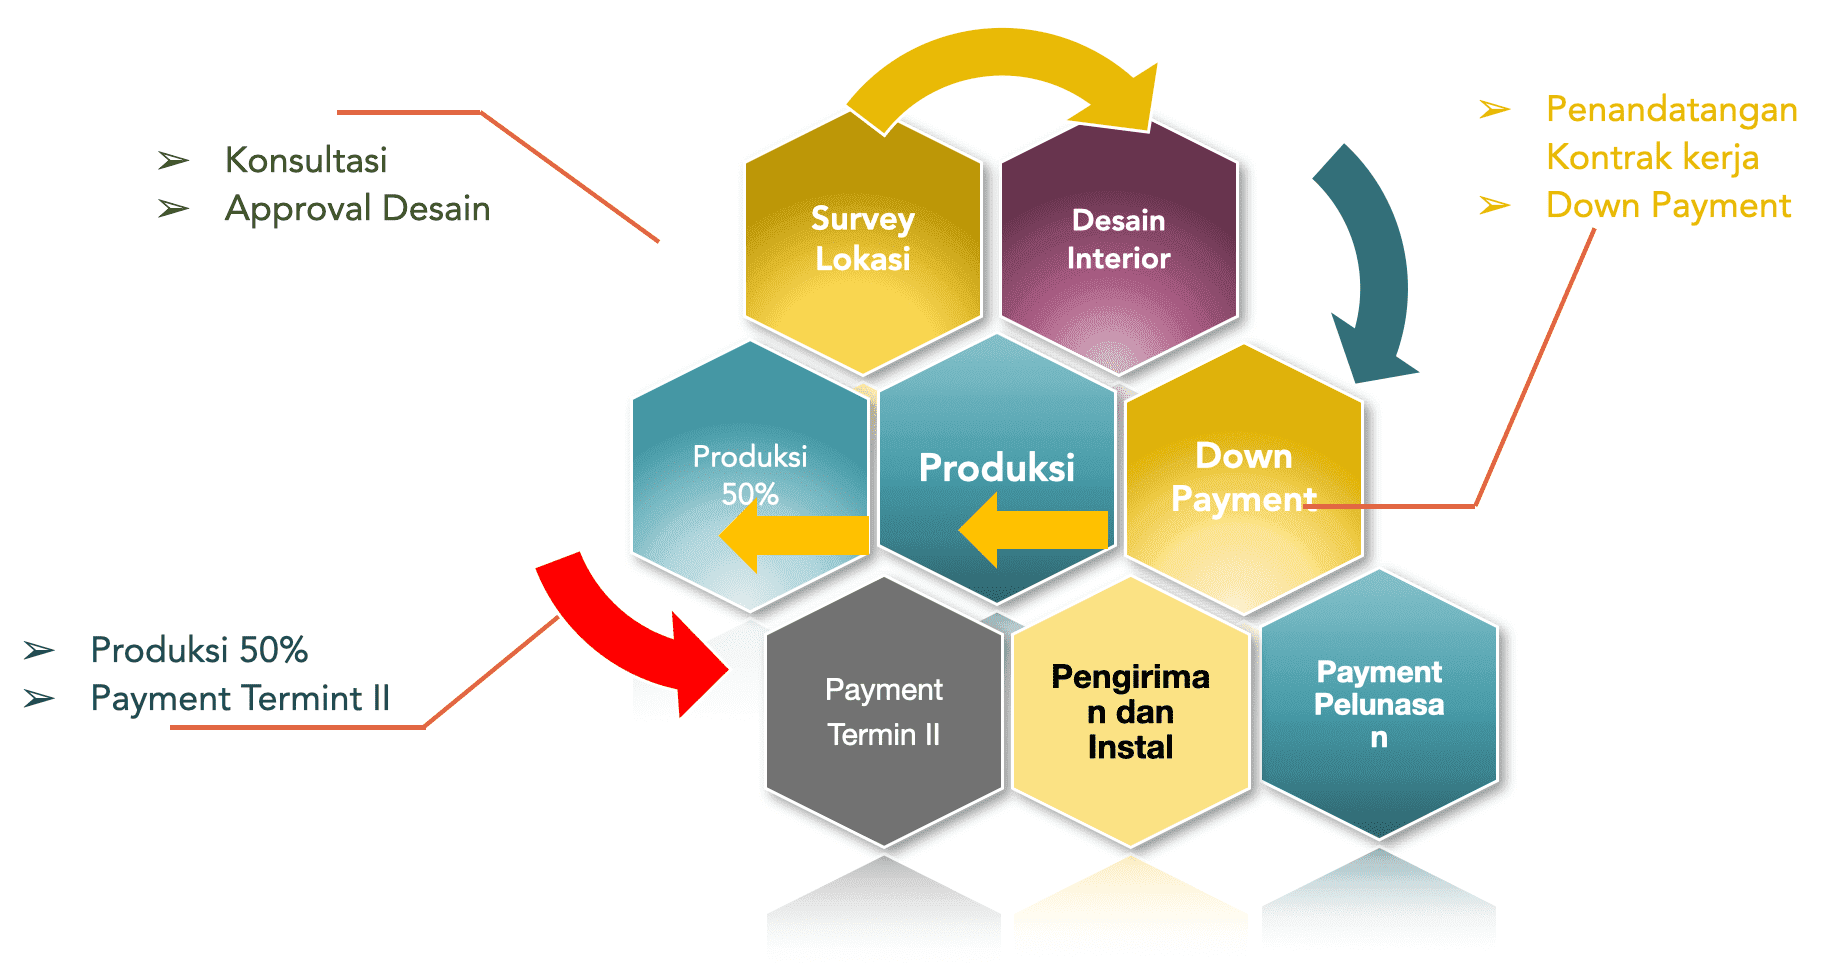 ➢ Konsultasi
➢ Approval Desain
Survey
Lokasi
Desain
Interior
➢ Penandatangan
Kontrak kerja
➢ Down Payment
Produksi
50%
Produksi
Down
Payment
➢ Produksi 50%
➢ Payment Termint II
Payment
Termin II
Pengirima
n dan
Instal
Payment
Pelunasa
n